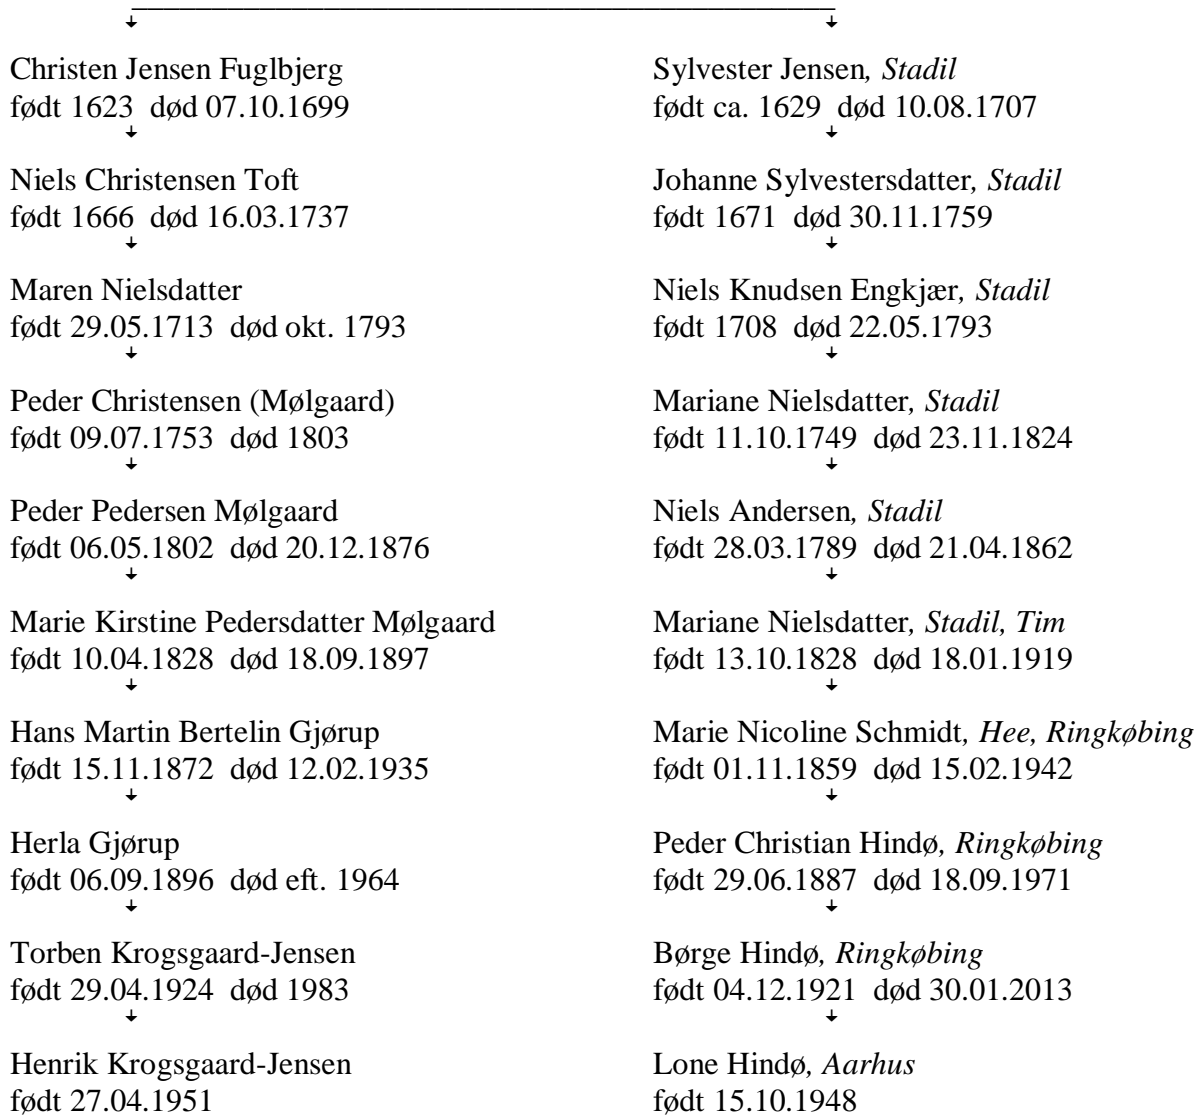 Christen Jensen Fuglbjerg
født 1623 død 07.10.1699
Sylvester Jensen, Stadil
født ca. 1629 død 10.08.1707
Niels Christensen Toft
født 1666 død 16.03.1737
Johanne Sylvestersdatter, Stadil
født 1671 død 30.11.1759
Maren Nielsdatter
født 29.05.1713 død okt. 1793
Niels Knudsen Engkjær, Stadil
født 1708 død 22.05.1793
Peder Christensen (Mølgaard)
født 09.07.1753 død 1803
Mariane Nielsdatter, Stadil
født 11.10.1749 død 23.11.1824
Peder Pedersen Mølgaard
født 06.05.1802 død 20.12.1876
Niels Andersen, Stadil
født 28.03.1789 død 21.04.1862
Marie Kirstine Pedersdatter Mølgaard
født 10.04.1828 død 18.09.1897
Mariane Nielsdatter, Stadil, Tim
født 13.10.1828 død 18.01.1919
Hans Martin Bertelin Gjørup
født 15.11.1872 død 12.02.1935
Marie Nicoline Schmidt, Hee, Ringkøbing
født 01.11.1859 død 15.02.1942
Herla Gjørup
født 06.09.1896 død eft. 1964
Peder Christian Hindø, Ringkøbing
født 29.06.1887 død 18.09.1971
Torben Krogsgaard-Jensen
født 29.04.1924 død 1983
Børge Hindø, Ringkøbing
født 04.12.1921 død 30.01.2013
Henrik Krogsgaard-Jensen
født 27.04.1951
Lone Hindø, Aarhus
født 15.10.1948